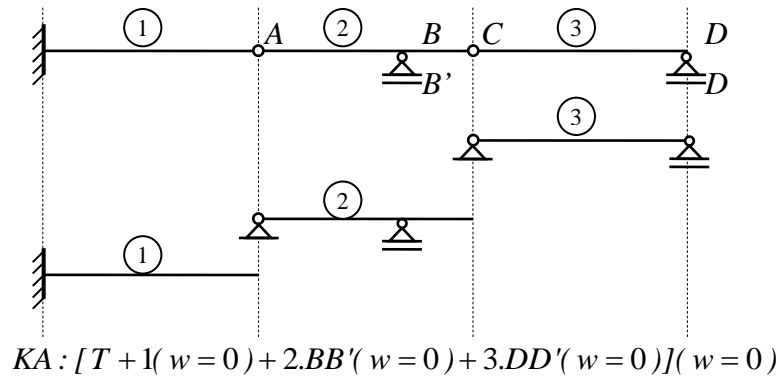 1 A 2 B C 3 D
B' D
3
2
1
KA: [T+1(w=0)+2.BB'(w=0)+3.DD'(w=0)](w=0)